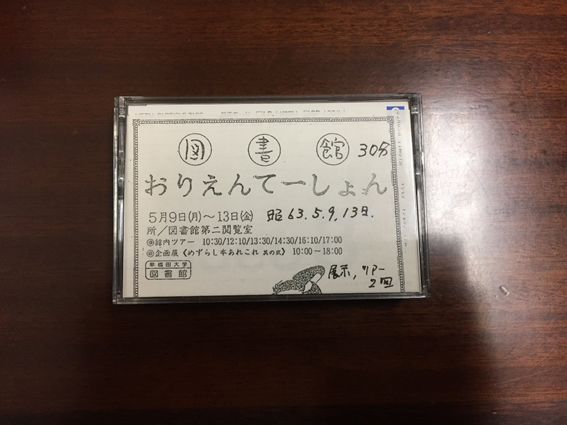 図 書 館 30分
おりえんてーしょん
5月9日(月)〜13日(金) 昭63.5.9,13日.
所／図書館第二閲覧室
館内ツアー 10:30/12:10/13:30/14:30/16:10/17:00
企画展《めずらし本あれこれ 其の弐》 10:00〜18:00
早稲田大学
図書館
展示,ツアー
2回